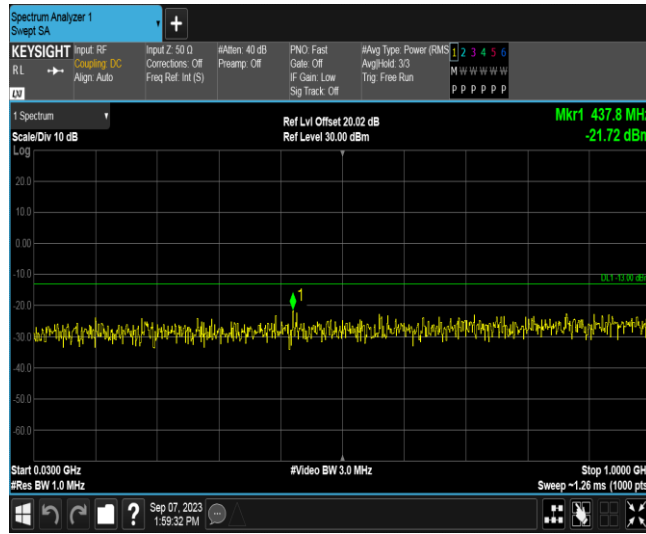 Spectrum Analyzer 1
Swept SA
+
KEYSIGHT
RL
LXI
Input: RF
Coupling: DC
Align: Auto
Input Z: 50 Ω
Corrections: Off
Freq Ref: Int (S)
#Atten: 40 dB
Preamp: Off
PNO: Fast
Gate: Off
IF Gain: Low
Sig Track: Off
#Avg Type: Power (RMS
Avg|Hold: 3/3
Trig: Free Run
1 2 3 4 5 6
M W W W W W
P P P P P P
1 Spectrum
Scale/Div 10 dB
Log
Ref Lvl Offset 20.02 dB
Ref Level 30.00 dBm
Mkr1 437.8 MHz
-21.72 dBm
20.0
10.0
0.00
-10.0
DL1 -13.00 dBm
1
-20.0
-30.0
-40.0
-50.0
-60.0
Start 0.0300 GHz
#Res BW 1.0 MHz
#Video BW 3.0 MHz
Stop 1.0000 GH
Sweep ~1.26 ms (1000 pts
?
Sep 07, 2023
1:59:32 PM